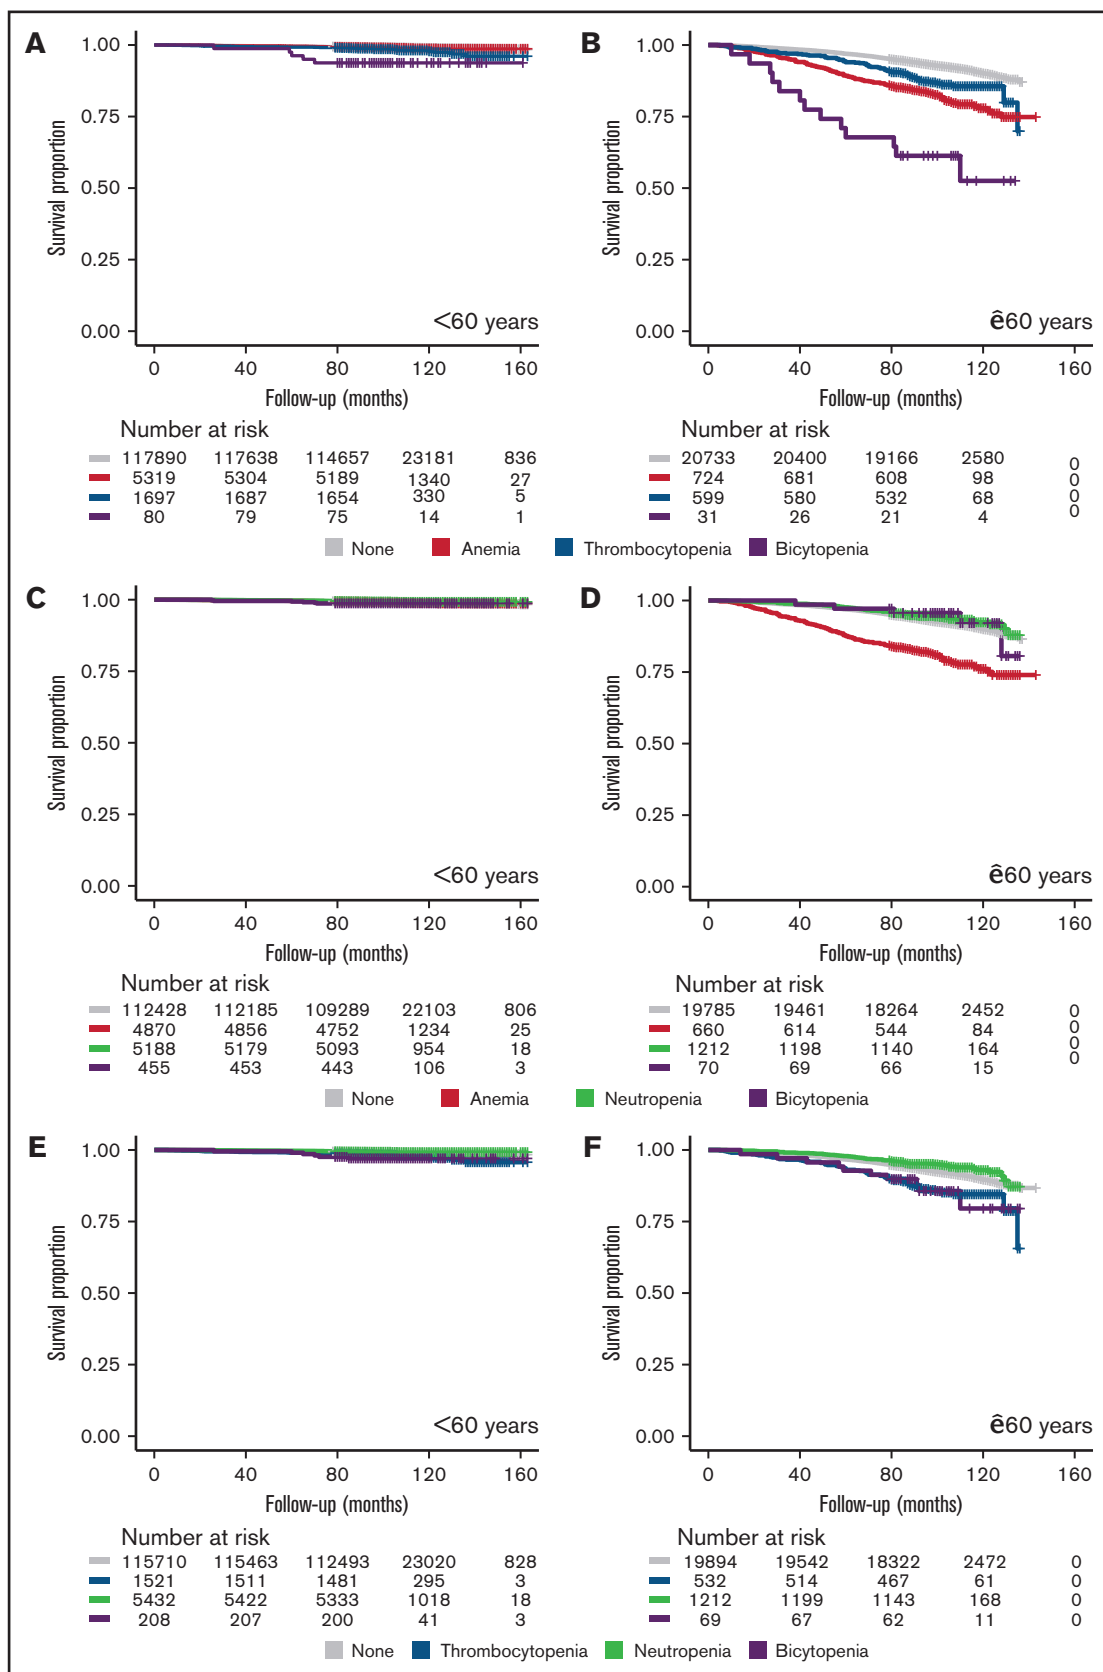 A
B
1.00
0.75
0.50
0.25
0.00
Survival proportion
<60 years
0 40 80 120 160
Follow-up (months)
1.00
0.75
0.50
0.25
0.00
Survival proportion
ê60 years
0 40 80 120 160
Follow-up (months)
Number at risk
117890 117638 114657 23181 836
5319 5304 5189 1340 27
1697 1687 1654 330 5
80 79 75 14 1
Number at risk
20733 20400 19166 2580 0
724 681 608 98 0
599 580 532 68 0
31 26 21 4 0
None Anemia Thrombocytopenia Bicytopenia
C
D
1.00
0.75
0.50
0.25
0.00
Survival proportion
<60 years
0 40 80 120 160
Follow-up (months)
1.00
0.75
0.50
0.25
0.00
Survival proportion
ê60 years
0 40 80 120 160
Follow-up (months)
Number at risk
112428 112185 109289 22103 806
4870 4856 4752 1234 25
5188 5179 5093 954 18
455 453 443 106 3
Number at risk
19785 19461 18264 2452 0
660 614 544 84 0
1212 1198 1140 164 0
70 69 66 15 0
None Anemia Neutropenia Bicytopenia
E
F
1.00
0.75
0.50
0.25
0.00
Survival proportion
<60 years
0 40 80 120 160
Follow-up (months)
1.00
0.75
0.50
0.25
0.00
Survival proportion
ê60 years
0 40 80 120 160
Follow-up (months)
Number at risk
115710 115463 112493 23020 828
1521 1511 1481 295 3
5432 5422 5333 1018 18
208 207 200 41 3
Number at risk
19894 19542 18322 2472 0
532 514 467 61 0
1212 1199 1143 168 0
69 67 62 11 0
None Thrombocytopenia Neutropenia Bicytopenia